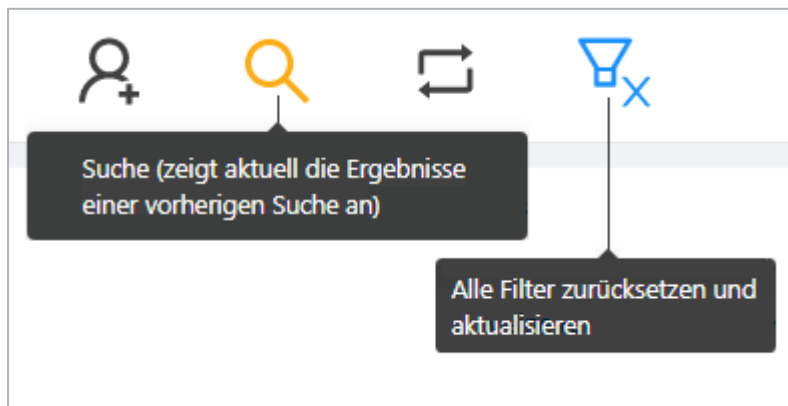 Suche (zeigt aktuell die Ergebnisse
einer vorherigen Suche an)
Alle Filter zurücksetzen und
aktualisieren